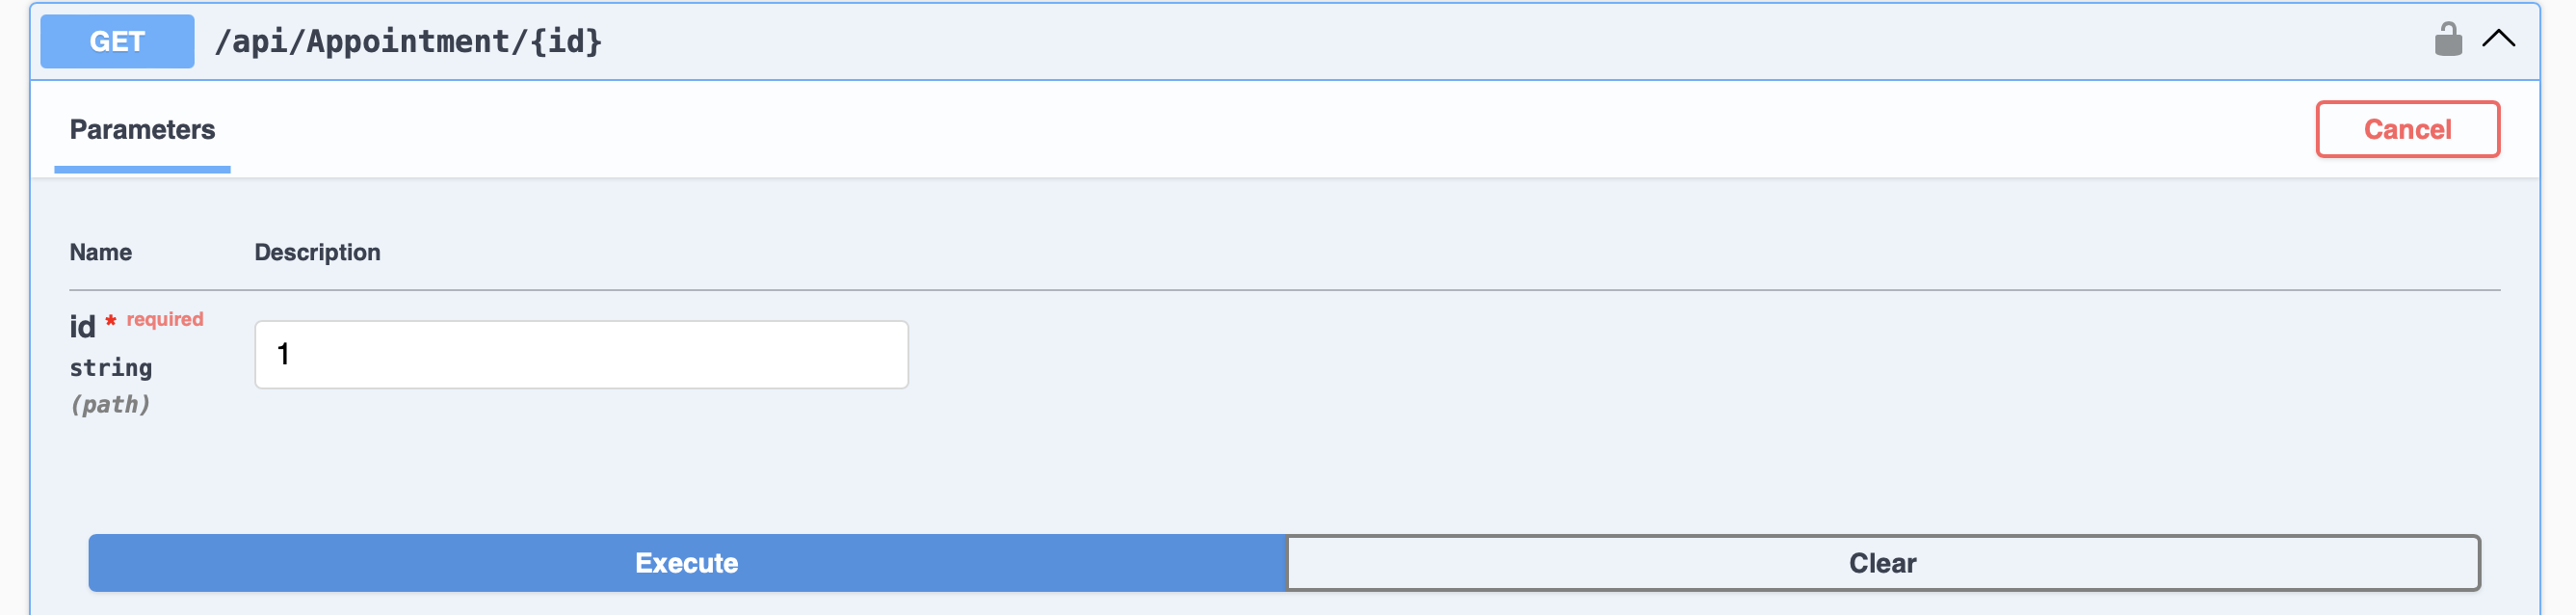 GET /api/Appointment/{id}
Parameters
Cancel
Name Description
id * required
string
(path)
1
Execute
Clear